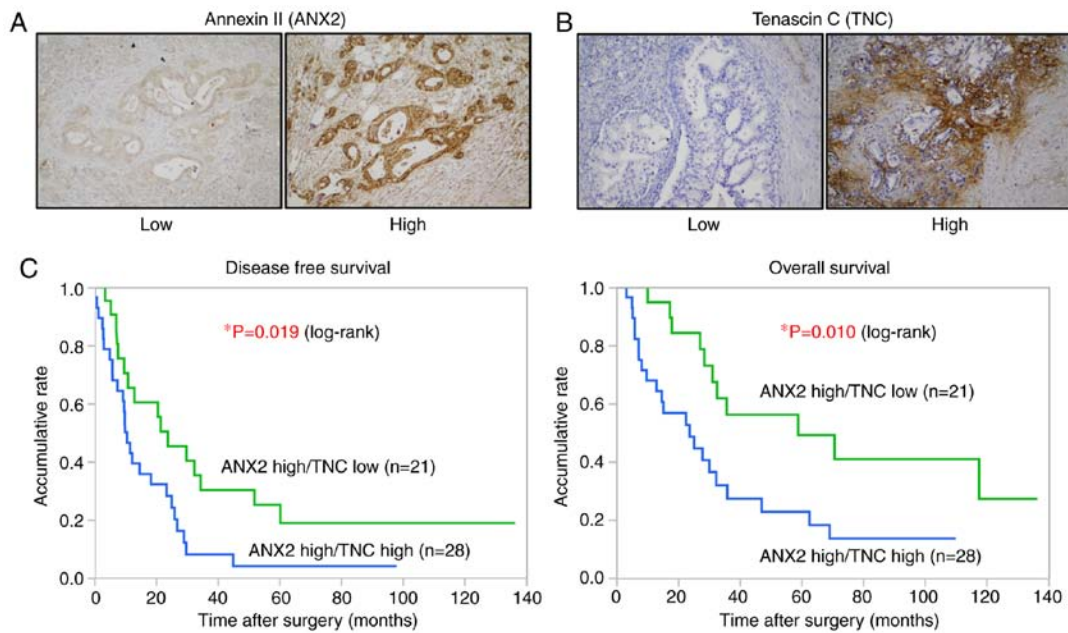 A
Annexin II (ANX2)
Low
High
B
Tenascin C (TNC)
Low
High
C
Disease free survival
Accumulative rate
1.0
0.8
0.6
0.4
0.2
0.0
*P=0.019 (log-rank)
ANX2 high/TNC low (n=21)
ANX2 high/TNC high (n=28)
0 20 40 60 80 100 120 140
Time after surgery (months)
Overall survival
Accumulative rate
1.0
0.8
0.6
0.4
0.2
0.0
*P=0.010 (log-rank)
ANX2 high/TNC low (n=21)
ANX2 high/TNC high (n=28)
0 20 40 60 80 100 120 140
Time after surgery (months)